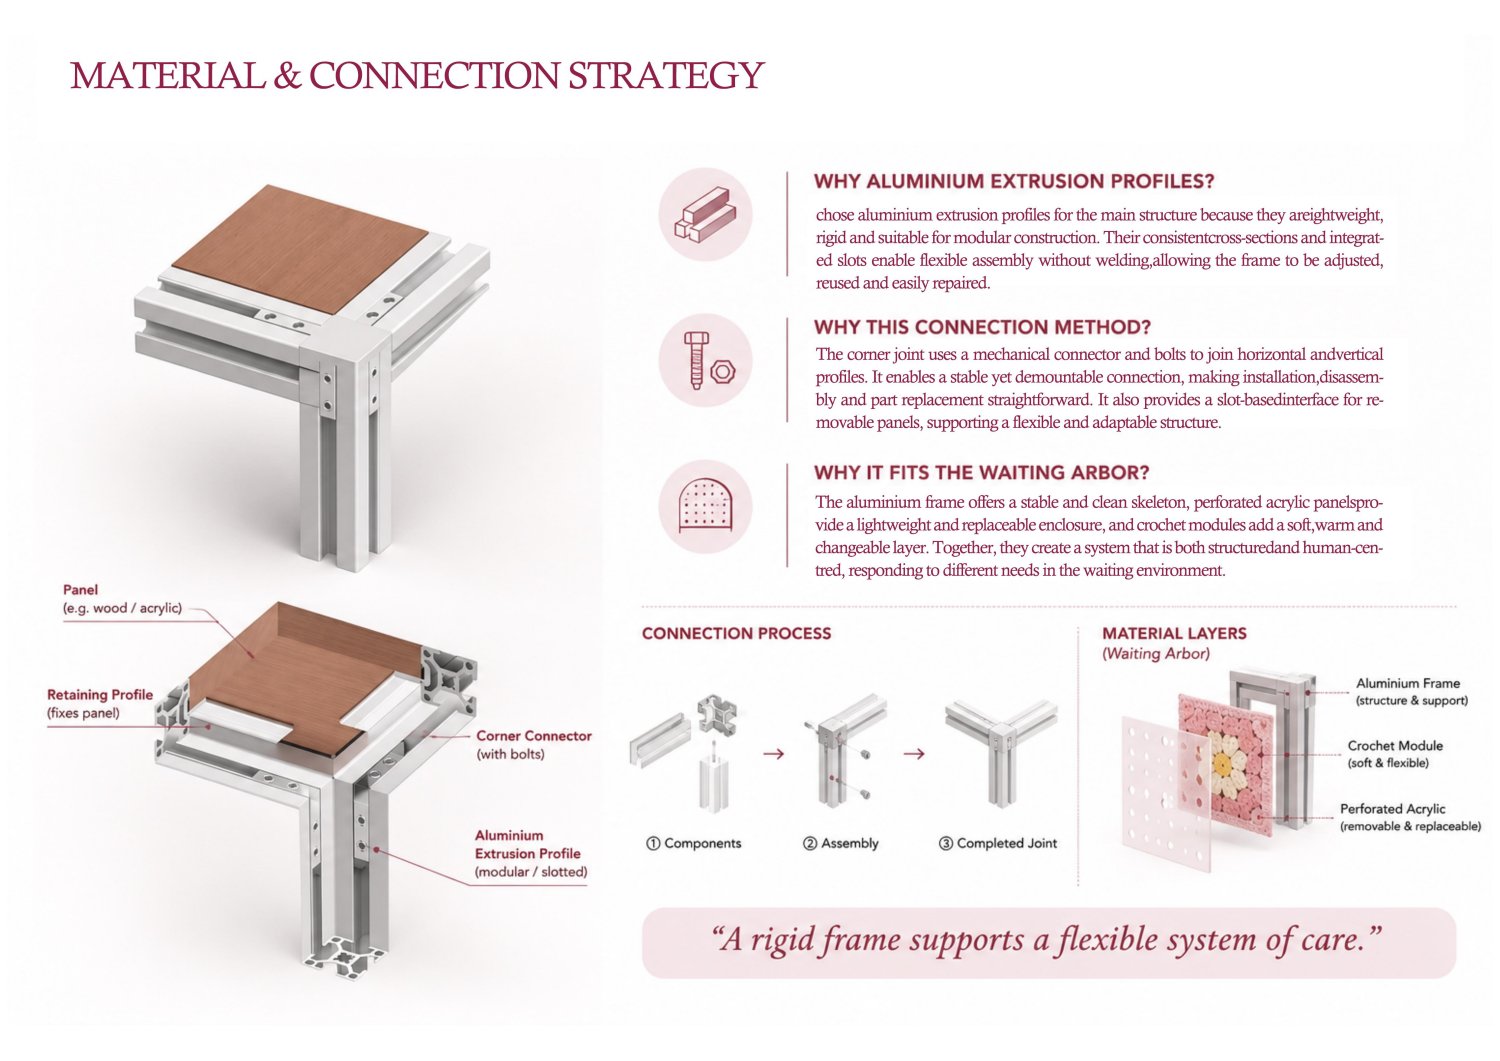 MATERIAL & CONNECTION STRATEGY
WHY ALUMINIUM EXTRUSION PROFILES?
chose aluminium extrusion profiles for the main structure because they areightweight,
rigid and suitable for modular construction. Their consistentcross-sections and integrat-
ed slots enable flexible assembly without welding,allowing the frame to be adjusted,
reused and easily repaired.
WHY THIS CONNECTION METHOD?
The corner joint uses a mechanical connector and bolts to join horizontal andvertical
profiles. It enables a stable yet demountable connection, making installation,disassem-
bly and part replacement straightforward. It also provides a slot-basedinterface for re-
movable panels, supporting a flexible and adaptable structure.
WHY IT FITS THE WAITING ARBOR?
The aluminium frame offers a stable and clean skeleton, perforated acrylic panelspro-
vide a lightweight and replaceable enclosure, and crochet modules add a soft,warm and
changeable layer. Together, they create a system that is both structuredand human-cen-
tred, responding to different needs in the waiting environment.
Panel
(e.g. wood / acrylic)
Retaining Profile
(fixes panel)
Corner Connector
(with bolts)
Aluminium
Extrusion Profile
(modular / slotted)
CONNECTION PROCESS
① Components
② Assembly
③ Completed Joint
MATERIAL LAYERS
(Waiting Arbor)
Aluminium Frame
(structure & support)
Crochet Module
(soft & flexible)
Perforated Acrylic
(removable & replaceable)
“A rigid frame supports a flexible system of care.”